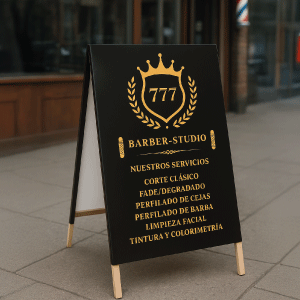 777
BARBER-STUDIO
NUESTROS SERVICIOS
CORTE CLÁSICO
FADE/DEGRADADO
PERFILADO DE CEJAS
PERFILADO DE BARBA
LIMPIEZA FACIAL
TINTURA Y COLORIMETRÍA